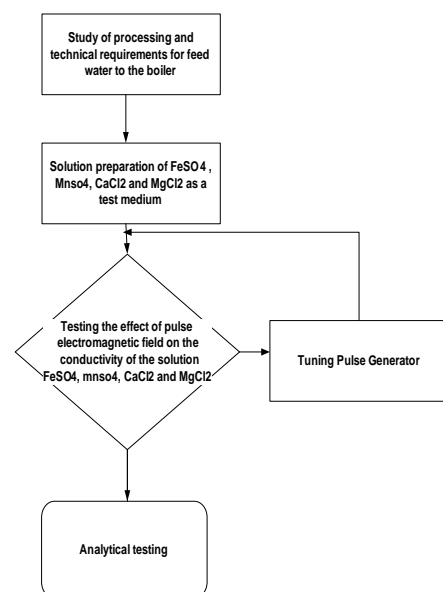 Study of processing and
technical requirements for feed
water to the boiler
Solution preparation of FeSO4 ,
Mnso4, CaCl2 and MgCl2 as a
test medium
Testing the effect of pulse
electromagnetic field on the
conductivity of the solution
FeSO4, mnso4, CaCl2 and MgCl2
Tuning Pulse Generator
Analytical testing